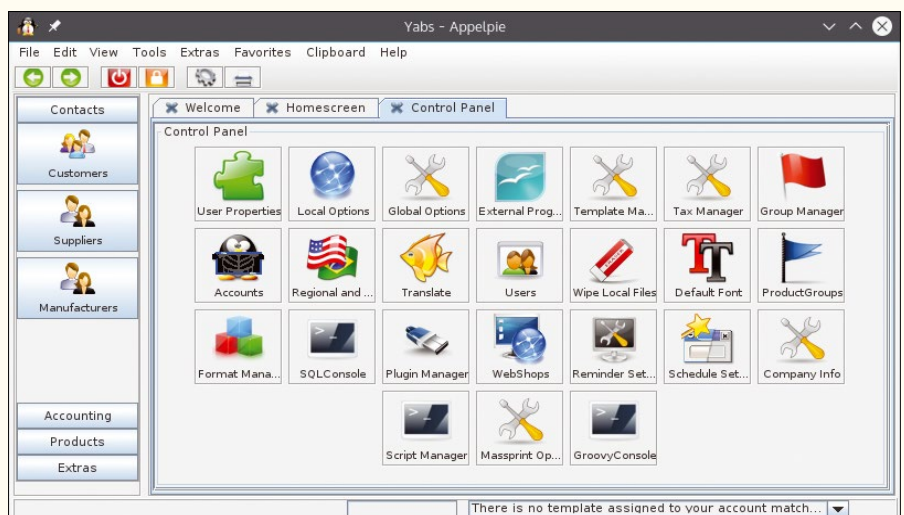 Yabs - Appelpie
File Edit View Tools Extras Favorites Clipboard Help
Contacts
Customers
Suppliers
Manufacturers
Accounting
Products
Extras
Welcome Homescreen Control Panel
Control Panel
User Properties Local Options Global Options External Prog... Template Ma... Tax Manager Group Manager
Accounts Regional and ... Translate Users Wipe Local Files Default Font ProductGroups
Format Mana... SQLConsole Plugin Manager WebShops Reminder Set... Schedule Set... Company Info
Script Manager Massprint Op... GroovyConsole
There is no template assigned to your account match...